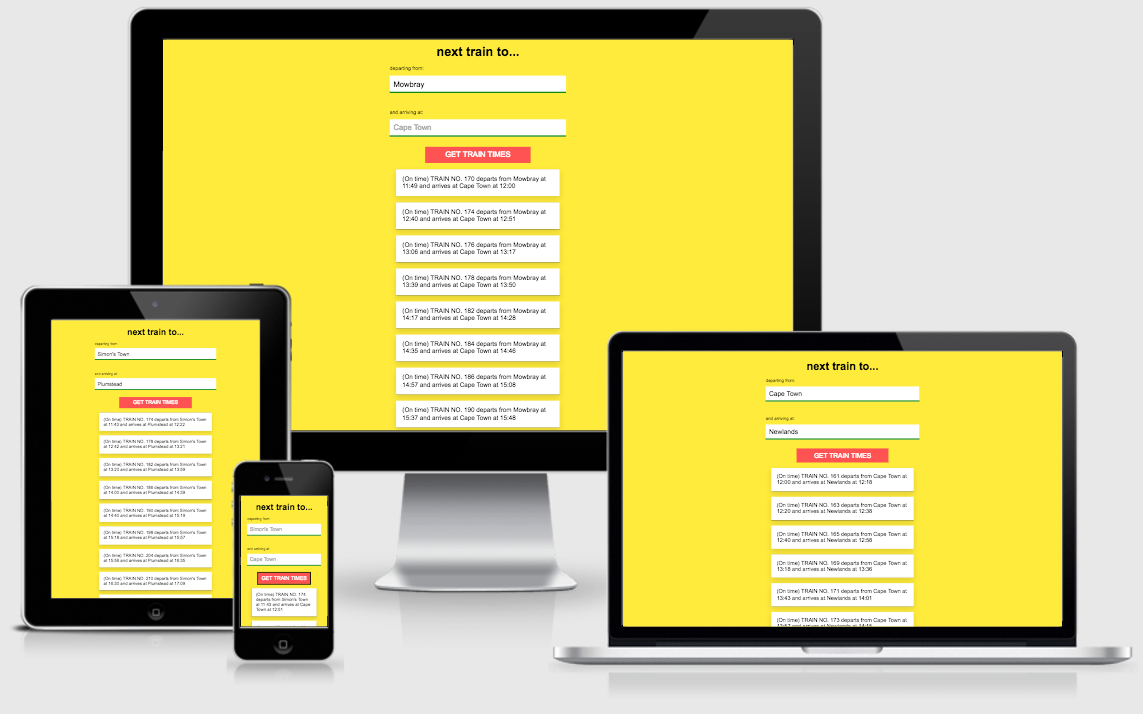 next train to...
departing from:
Mowbray
and arriving at:
Cape Town
GET TRAIN TIMES
(On time) TRAIN NO. 170 departs from Mowbray at
11:49 and arrives at Cape Town at 12:00
(On time) TRAIN NO. 174 departs from Mowbray at
12:40 and arrives at Cape Town at 12:51
(On time) TRAIN NO. 176 departs from Mowbray at
13:06 and arrives at Cape Town at 13:17
(On time) TRAIN NO. 178 departs from Mowbray at
13:39 and arrives at Cape Town at 13:50
(On time) TRAIN NO. 182 departs from Mowbray at
14:17 and arrives at Cape Town at 14:28
(On time) TRAIN NO. 184 departs from Mowbray at
14:35 and arrives at Cape Town at 14:46
(On time) TRAIN NO. 186 departs from Mowbray at
14:57 and arrives at Cape Town at 15:08
(On time) TRAIN NO. 190 departs from Mowbray at
15:37 and arrives at Cape Town at 15:48
next train to...
departing from:
Simon's Town
and arriving at:
Plumstead
GET TRAIN TIMES
(On time) TRAIN NO. 174 departs from Simon's Town
at 11:43 and arrives at Plumstead at 12:22
(On time) TRAIN NO. 178 departs from Simon's Town
at 12:42 and arrives at Plumstead at 13:21
(On time) TRAIN NO. 182 departs from Simon's Town
at 13:20 and arrives at Plumstead at 13:59
(On time) TRAIN NO. 186 departs from Simon's Town
at 14:00 and arrives at Plumstead at 14:39
(On time) TRAIN NO. 190 departs from Simon's Town
at 14:40 and arrives at Plumstead at 15:19
(On time) TRAIN NO. 198 departs from Simon's Town
at 15:18 and arrives at Plumstead at 15:57
(On time) TRAIN NO. 204 departs from Simon's Town
at 15:56 and arrives at Plumstead at 16:35
(On time) TRAIN NO. 212 departs from Simon's Town
at 16:30 and arrives at Plumstead at 17:09
next train to...
departing from:
Simon's Town
and arriving at:
Cape Town
GET TRAIN TIMES
(On time) TRAIN NO. 174
departs from Simon's Town
at 11:43 and arrives at Cape
Town at 12:51
next train to...
departing from:
Cape Town
and arriving at:
Newlands
GET TRAIN TIMES
(On time) TRAIN NO. 161 departs from Cape Town at
12:00 and arrives at Newlands at 12:18
(On time) TRAIN NO. 163 departs from Cape Town at
12:20 and arrives at Newlands at 12:38
(On time) TRAIN NO. 165 departs from Cape Town at
12:40 and arrives at Newlands at 12:58
(On time) TRAIN NO. 169 departs from Cape Town at
13:18 and arrives at Newlands at 13:36
(On time) TRAIN NO. 171 departs from Cape Town at
13:43 and arrives at Newlands at 14:01
(On time) TRAIN NO. 173 departs from Cape Town at